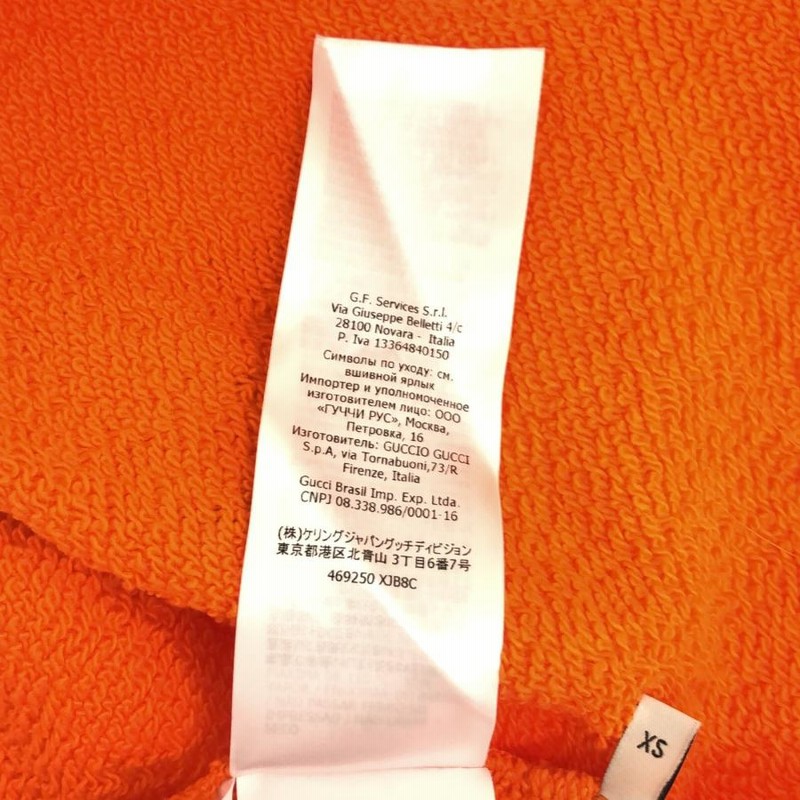 G.F. Services S.r.l.
Via Giuseppe Belletti 4/c
28100 Novara - Italia
P. Iva 13364840150
Символы по уходу: см.
вшивной ярлык
Импортер и уполномоченное
изготовителем лицо: ООО
«ГУЧЧИ РУС», Москва,
Петровка, 16
Изготовитель: GUCCIO GUCCI
S.p.A, via Tornabuoni,73/R
Firenze, Italia
Gucci Brasil Imp. Exp. Ltda.
CNPJ 08.338.986/0001-16
(株)ケリングジャパングッチディビジョン
東京都港区北青山 3丁目6番7号
469250 XJB8C
XS